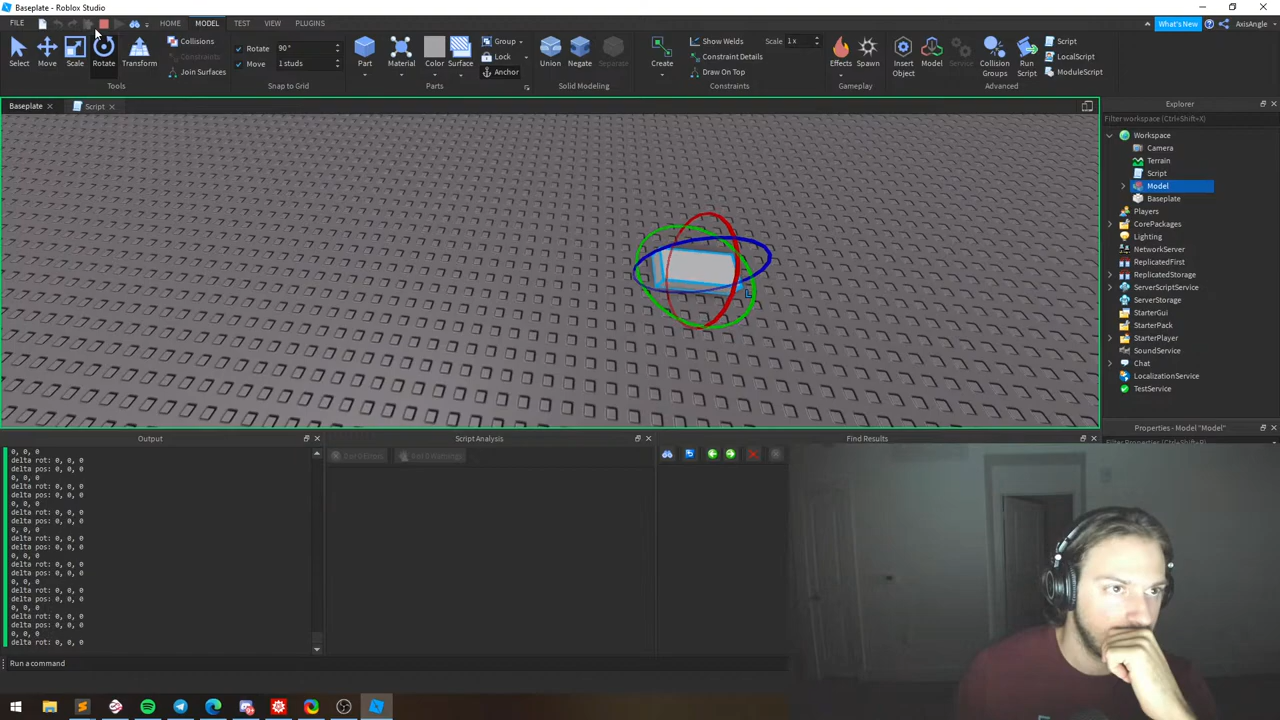 Baseplate - Roblox Studio
FILE HOME MODEL TEST VIEW PLUGINS What's New AxisAngle
Select Move Scale Rotate Transform
Collisions
Constraints
Join Surfaces
Tools
Rotate 90°
Move 1 studs
Snap to Grid
Part Material Color Surface
Group
Lock
Anchor
Parts
Union Negate Separate
Solid Modeling
Create
Show Welds
Constraint Details
Draw On Top
Scale 1 x
Constraints
Effects Spawn
Gameplay
Insert Object
Model
Service
Collision Groups
Run Script
Script
LocalScript
ModuleScript
Advanced
Baseplate Script
Explorer
Filter workspace (Ctrl+Shift+X)
Workspace
Camera
Terrain
Script
Model
Baseplate
Players
CorePackages
Lighting
NetworkServer
ReplicatedFirst
ReplicatedStorage
ServerScriptService
ServerStorage
StarterGui
StarterPack
StarterPlayer
SoundService
Chat
LocalizationService
TestService
Properties - Model "Model"
Filter Properties (Ctrl+Shift+P)
Output
0, 0, 0
delta rot: 0, 0, 0
delta pos: 0, 0, 0
0, 0, 0
delta rot: 0, 0, 0
delta pos: 0, 0, 0
0, 0, 0
delta rot: 0, 0, 0
delta pos: 0, 0, 0
0, 0, 0
delta rot: 0, 0, 0
delta pos: 0, 0, 0
0, 0, 0
delta rot: 0, 0, 0
delta pos: 0, 0, 0
0, 0, 0
delta rot: 0, 0, 0
delta pos: 0, 0, 0
0, 0, 0
delta rot: 0, 0, 0
delta pos: 0, 0, 0
0, 0, 0
delta rot: 0, 0, 0
Script Analysis
Find Results
Run a command